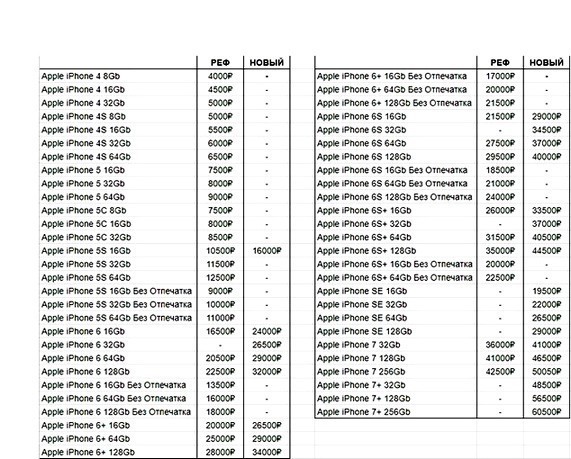 РЕФ НОВЫЙ
Apple iPhone 4 8Gb 4000₽ -
Apple iPhone 4 16Gb 4500₽ -
Apple iPhone 4 32Gb 5000₽ -
Apple iPhone 4S 8Gb 5000₽ -
Apple iPhone 4S 16Gb 5500₽ -
Apple iPhone 4S 32Gb 6000₽ -
Apple iPhone 4S 64Gb 6500₽ -
Apple iPhone 5 16Gb 7500₽ -
Apple iPhone 5 32Gb 8000₽ -
Apple iPhone 5 64Gb 9000₽ -
Apple iPhone 5C 8Gb 7500₽ -
Apple iPhone 5C 16Gb 8000₽ -
Apple iPhone 5C 32Gb 8500₽ -
Apple iPhone 5S 16Gb 10500₽ 16000₽
Apple iPhone 5S 32Gb 11500₽ -
Apple iPhone 5S 64Gb 12500₽ -
Apple iPhone 5S 16Gb Без Отпечатка 9000₽ -
Apple iPhone 5S 32Gb Без Отпечатка 10000₽ -
Apple iPhone 5S 64Gb Без Отпечатка 11000₽ -
Apple iPhone 6 16Gb 16500₽ 24000₽
Apple iPhone 6 32Gb - 26500₽
Apple iPhone 6 64Gb 20500₽ 29000₽
Apple iPhone 6 128Gb 22500₽ 32000₽
Apple iPhone 6 16Gb Без Отпечатка 13500₽ -
Apple iPhone 6 64Gb Без Отпечатка 16000₽ -
Apple iPhone 6 128Gb Без Отпечатка 18000₽ -
Apple iPhone 6+ 16Gb 20000₽ 26500₽
Apple iPhone 6+ 64Gb 25000₽ 29000₽
Apple iPhone 6+ 128Gb 28000₽ 34000₽
РЕФ НОВЫЙ
Apple iPhone 6+ 16Gb Без Отпечатка 17000₽ -
Apple iPhone 6+ 64Gb Без Отпечатка 20000₽ -
Apple iPhone 6+ 128Gb Без Отпечатка 21500₽ -
Apple iPhone 6S 16Gb 21500₽ 29000₽
Apple iPhone 6S 32Gb - 34500₽
Apple iPhone 6S 64Gb 27500₽ 37000₽
Apple iPhone 6S 128Gb 29500₽ 40000₽
Apple iPhone 6S 16Gb Без Отпечатка 18500₽ -
Apple iPhone 6S 64Gb Без Отпечатка 21000₽ -
Apple iPhone 6S 128Gb Без Отпечатка 24000₽ -
Apple iPhone 6S+ 16Gb 26000₽ 33500₽
Apple iPhone 6S+ 32Gb - 37000₽
Apple iPhone 6S+ 64Gb 31500₽ 40500₽
Apple iPhone 6S+ 128Gb 35000₽ 44500₽
Apple iPhone 6S+ 16Gb Без Отпечатка 20000₽ -
Apple iPhone 6S+ 64Gb Без Отпечатка 22500₽ -
Apple iPhone SE 16Gb - 19500₽
Apple iPhone SE 32Gb - 22000₽
Apple iPhone SE 64Gb - 26500₽
Apple iPhone SE 128Gb - 29000₽
Apple iPhone 7 32Gb 36000₽ 41000₽
Apple iPhone 7 128Gb 41000₽ 46500₽
Apple iPhone 7 256Gb 42500₽ 50050₽
Apple iPhone 7+ 32Gb - 48500₽
Apple iPhone 7+ 128Gb - 56500₽
Apple iPhone 7+ 256Gb - 60500₽